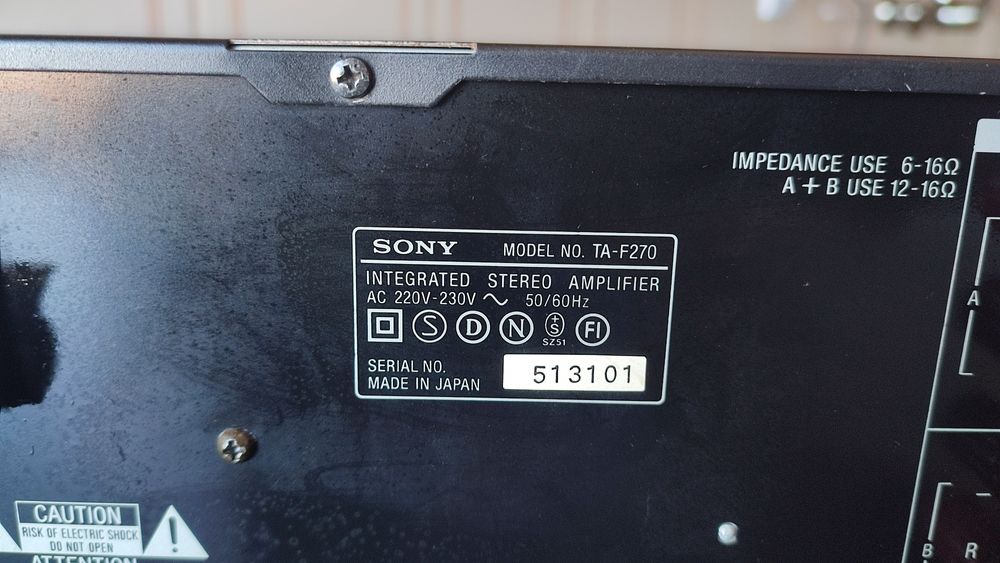 IMPEDANCE USE 6-16Ω
A + B USE 12-16Ω
SONY MODEL NO. TA-F270
INTEGRATED STEREO AMPLIFIER
AC 220V-230V ~ 50/60Hz
S D N +S FI
SZ51
SERIAL NO. 513101
MADE IN JAPAN
A
CAUTION
RISK OF ELECTRIC SHOCK
DO NOT OPEN
!
ATTENTION
B R